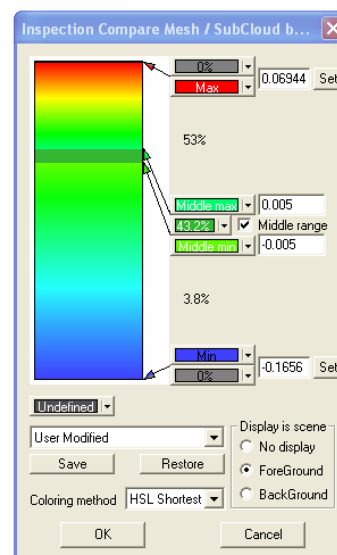 Inspection Compare Mesh / SubCloud b...
0%
Max
0.06944
Set
53%
Middle max
0.005
43.2%
Middle range
Middle min
-0.005
3.8%
Min
0%
-0.1656
Set
Undefined
User Modified
Save
Restore
Coloring method
HSL Shortest
Display is scene
No display
ForeGround
BackGround
OK
Cancel